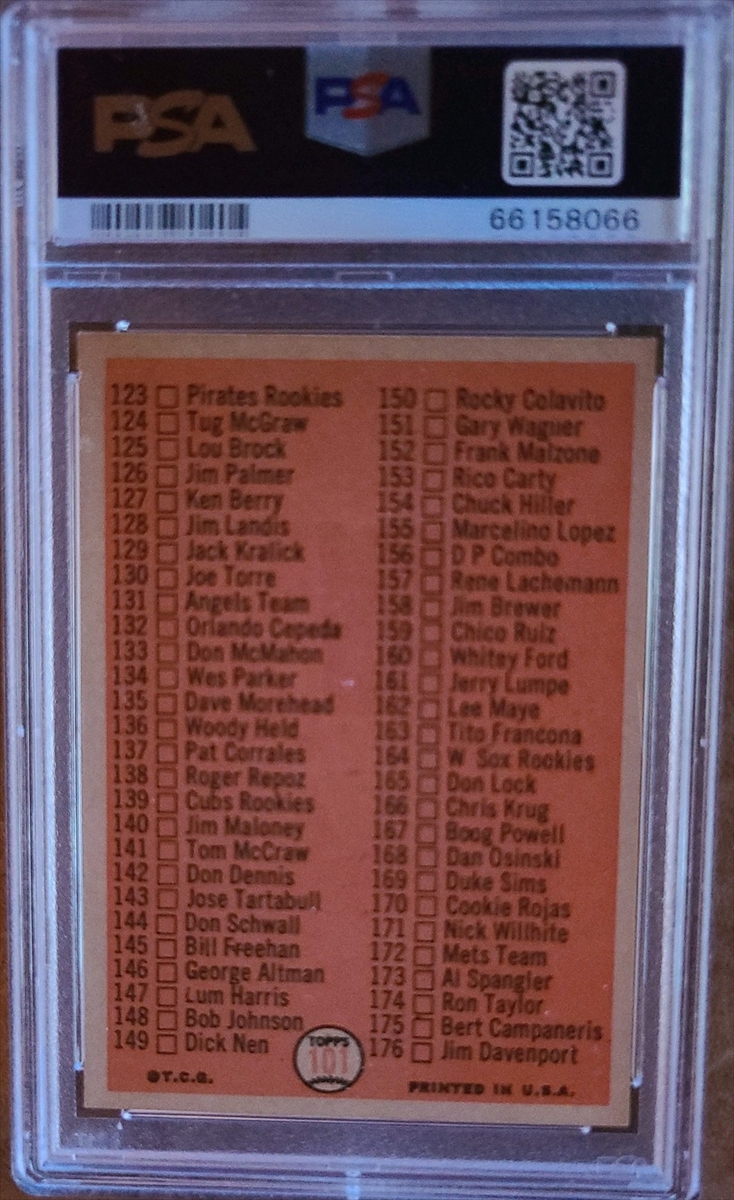 PSA
PSA
66158066
123 Pirates Rookies
124 Tug McGraw
125 Lou Brock
126 Jim Palmer
127 Ken Berry
128 Jim Landis
129 Jack Kralick
130 Joe Torre
131 Angels Team
132 Orlando Cepeda
133 Don McMahon
134 Wes Parker
135 Dave Morehead
136 Woody Held
137 Pat Corrales
138 Roger Repoz
139 Cubs Rookies
140 Jim Maloney
141 Tom McCraw
142 Don Dennis
143 Jose Tartabull
144 Don Schwall
145 Bill Freehan
146 George Altman
147 Lum Harris
148 Bob Johnson
149 Dick Nen
150 Rocky Colavito
151 Gary Wagner
152 Frank Malzone
153 Rico Carty
154 Chuck Hiller
155 Marcelino Lopez
156 D P Combo
157 Rene Lachemann
158 Jim Brewer
159 Chico Ruiz
160 Whitey Ford
161 Jerry Lumpe
162 Lee Maye
163 Tito Francona
164 W Sox Rookies
165 Don Lock
166 Chris Krug
167 Boog Powell
168 Dan Osinski
169 Duke Sims
170 Cookie Rojas
171 Nick Willhite
172 Mets Team
173 Al Spangler
174 Ron Taylor
175 Bert Campaneris
176 Jim Davenport
TOPPS
101
©T.C.G.
PRINTED IN U.S.A.